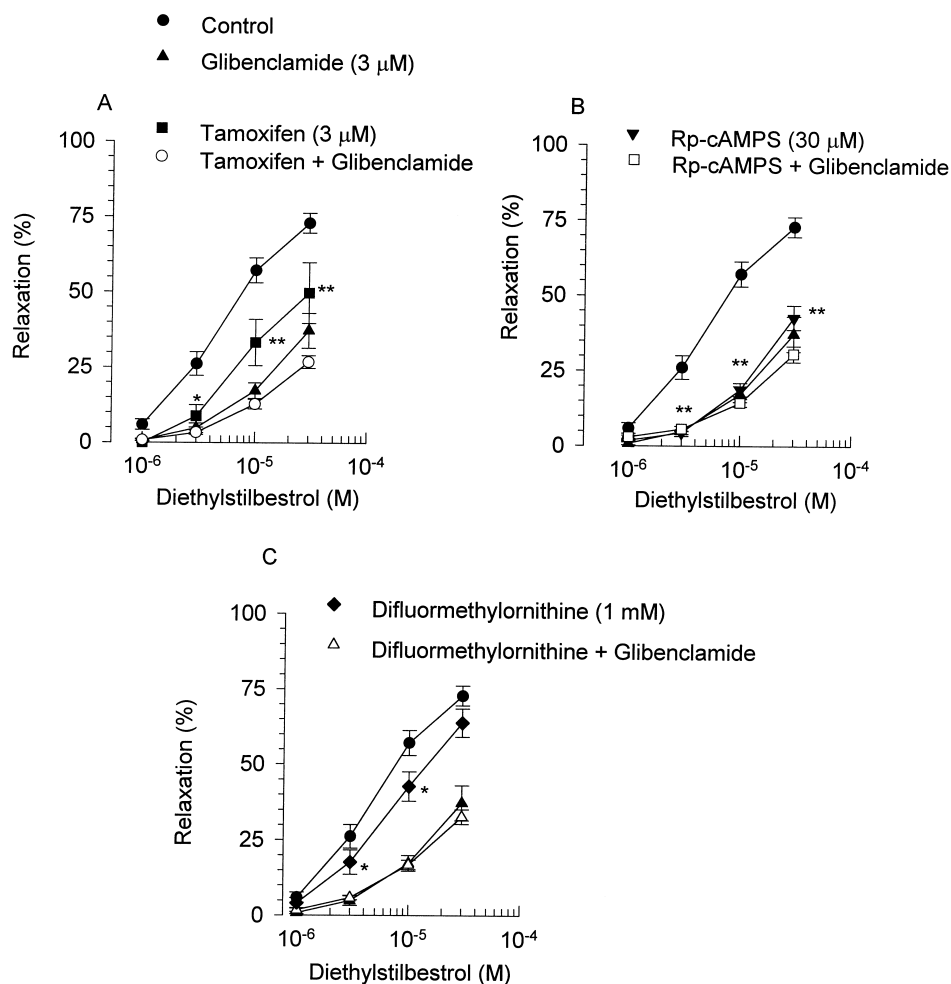 Control
Glibenclamide (3 μM)
A
B
Tamoxifen (3 μM)
Tamoxifen + Glibenclamide
Rp-cAMPS (30 μM)
Rp-cAMPS + Glibenclamide
100
75
50
25
0
Relaxation (%)
*
**
**
10-6
10-5
10-4
Diethylstilbestrol (M)
100
75
50
25
0
Relaxation (%)
**
**
**
10-6
10-5
10-4
Diethylstilbestrol (M)
C
Difluormethylornithine (1 mM)
Difluormethylornithine + Glibenclamide
100
75
50
25
0
Relaxation (%)
*
*
10-6
10-5
10-4
Diethylstilbestrol (M)